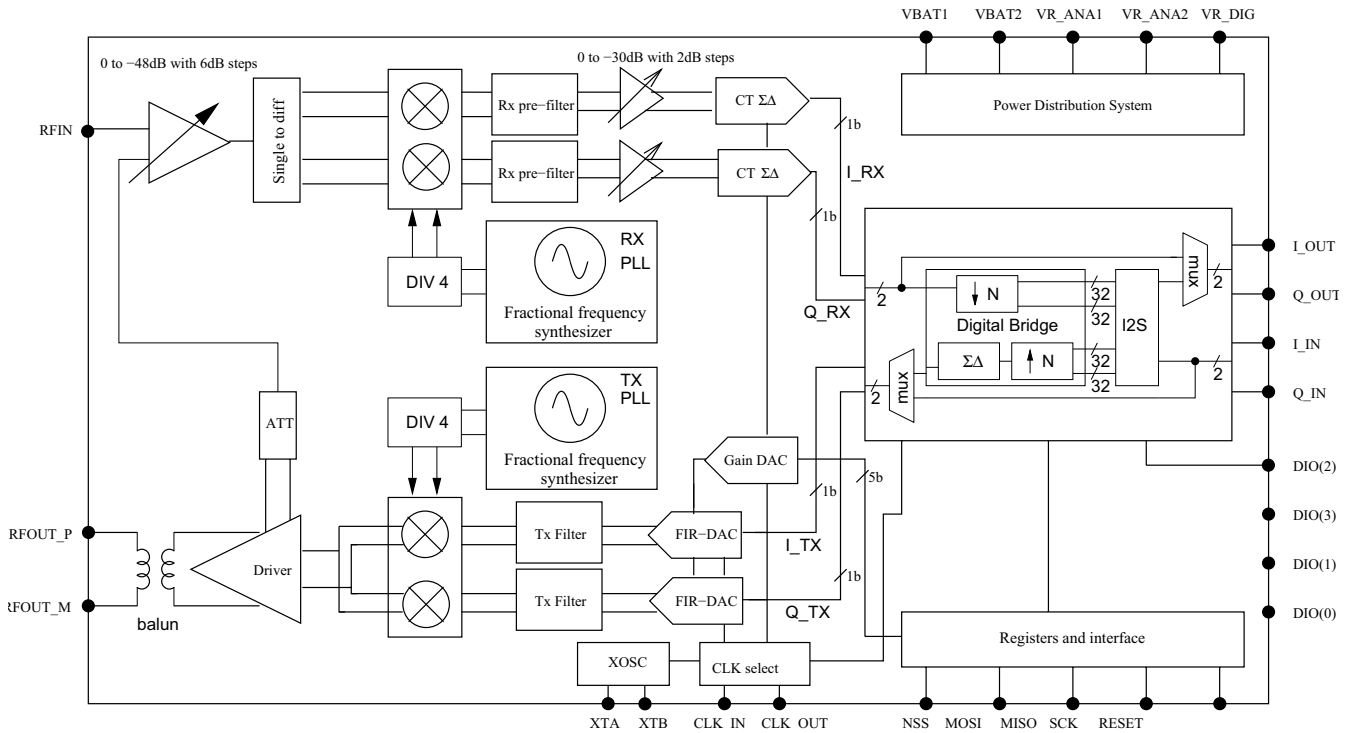 VBAT1 VBAT2 VR_ANA1 VR_ANA2 VR_DIG
0 to −48dB with 6dB steps
0 to −30dB with 2dB steps
Power Distribution System
RFIN
Single to diff
Rx pre−filter
CT ΣΔ
1b
Rx pre−filter
CT ΣΔ
1b
I_RX
Q_RX
DIV 4
RX
PLL
Fractional frequency
synthesizer
I_OUT
Q_OUT
I_IN
Q_IN
mux
2
2
N
32
32
I2S
Digital Bridge
ΣΔ
N
32
32
mux
2
2
ATT
DIV 4
TX
PLL
Fractional frequency
synthesizer
Gain DAC
5b
1b
1b
DIO(2)
DIO(3)
DIO(1)
DIO(0)
RFOUT_P
RFOUT_M
balun
Driver
Tx Filter
FIR−DAC
I_TX
Tx Filter
FIR−DAC
Q_TX
XOSC
CLK select
Registers and interface
XTA XTB CLK_IN CLK_OUT NSS MOSI MISO SCK RESET